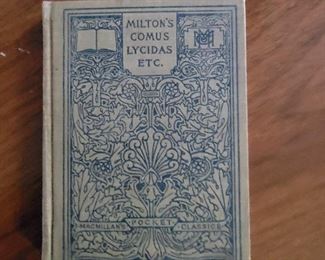 MILTON'S
COMUS
LYCIDAS
ETC.
MACMILLAN'S POCKET CLASSICS